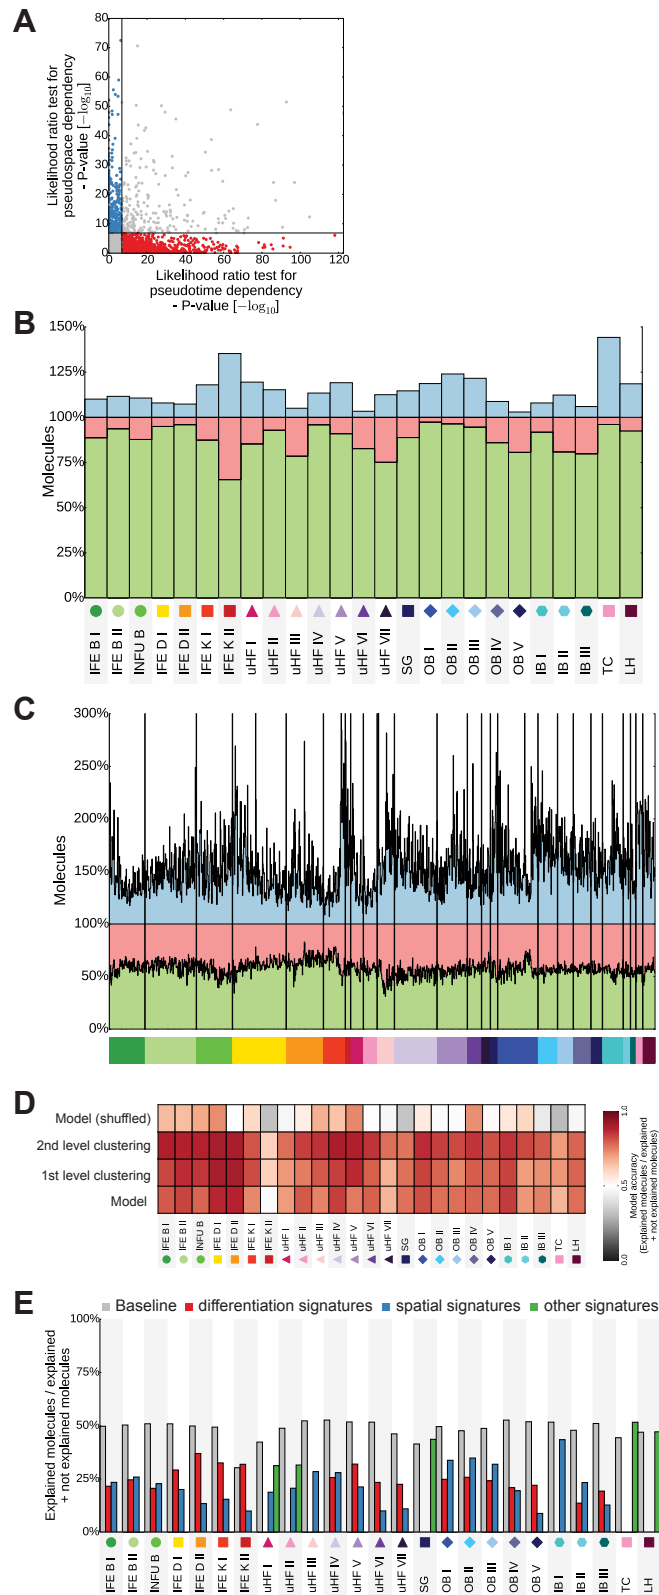 A
80
70
60
50
40
30
20
10
0
Likelihood ratio test for
pseudospace dependency
- P-value [−log10]
0 20 40 60 80 100 120
Likelihood ratio test for
pseudotime dependency
- P-value [−log10]
B
150%
125%
100%
75%
50%
25%
0%
Molecules
IFE B I
IFE B II
INFU B
IFE D I
IFE D II
IFE K I
IFE K II
uHF I
uHF II
uHF III
uHF IV
uHF V
uHF VI
uHF VII
SG
OB I
OB II
OB III
OB IV
OB V
IB I
IB II
IB III
TC
LH
C
300%
250%
200%
150%
100%
50%
0%
Molecules
D
Model (shuffled)
2nd level clustering
1st level clustering
Model
IFE B I
IFE B II
INFU B
IFE D I
IFE D II
IFE K I
IFE K II
uHF I
uHF II
uHF III
uHF IV
uHF V
uHF VI
uHF VII
SG
OB I
OB II
OB III
OB IV
OB V
IB I
IB II
IB III
TC
LH
1.0
0.5
0.0
Model accuracy
(Explained molecules / explained
+ not explained molecules)
E
Baseline differentiation signatures spatial signatures other signatures
100%
75%
50%
25%
0%
Explained molecules / explained
+ not explained molecules
IFE B I
IFE B II
INFU B
IFE D I
IFE D II
IFE K I
IFE K II
uHF I
uHF II
uHF III
uHF IV
uHF V
uHF VI
uHF VII
SG
OB I
OB II
OB III
OB IV
OB V
IB I
IB II
IB III
TC
LH